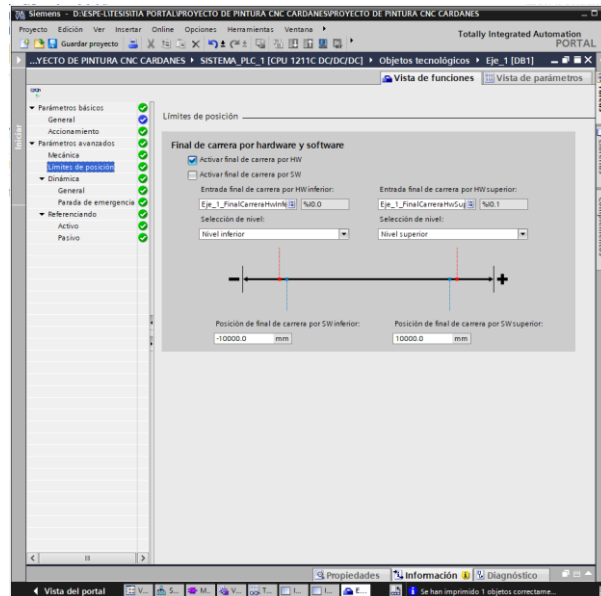 Siemens - D:\ESPE-L\TESIS\TIA PORTAL\PROYECTO DE PINTURA CNC CARDANES\PROYECTO DE PINTURA CNC CARDANES
Proyecto Edición Ver Insertar Online Opciones Herramientas Ventana
Totally Integrated Automation
PORTAL
Guardar proyecto
...YECTO DE PINTURA CNC CARDANES SISTEMA_PLC_1 [CPU 1211C DC/DC/DC] Objetos tecnológicos Eje_1 [DB1]
Vista de funciones Vista de parámetros
Iniciar
Parámetros básicos
General
Accionamiento
Parámetros avanzados
Mecánica
Límites de posición
Dinámica
General
Parada de emergencia
Referenciando
Activo
Pasivo
Límites de posición
Final de carrera por hardware y software
Activar final de carrera por HW
Activar final de carrera por SW
Entrada final de carrera por HW inferior: Entrada final de carrera por HW superior:
Eje_1_FinalCarreraHwInfe %I0.0 Eje_1_FinalCarreraHwSup %I0.1
Selección de nivel: Selección de nivel:
Nivel inferior Nivel superior
- +
Posición de final de carrera por SW inferior: Posición de final de carrera por SW superior:
-10000.0 mm 10000.0 mm
Propiedades Información Diagnóstico
Vista del portal V... S... M... V... T... I... I... E... Se han imprimido 1 objetos correctame...